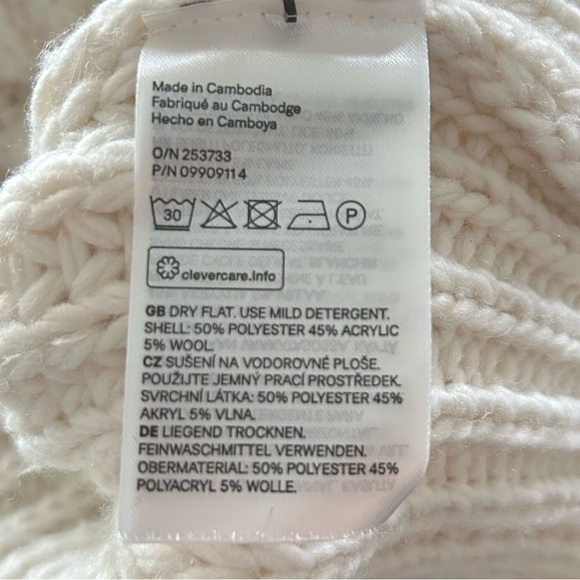 Made in Cambodia
Fabriqué au Cambodge
Hecho en Camboya
O/N 253733
P/N 09909114
30 P
clevercare.info
GB DRY FLAT. USE MILD DETERGENT.
SHELL: 50% POLYESTER 45% ACRYLIC
5% WOOL
CZ SUŠENÍ NA VODOROVNÉ PLOŠE.
POUŽIJTE JEMNÝ PRACÍ PROSTŘEDEK.
SVRCHNÍ LÁTKA: 50% POLYESTER 45%
AKRYL 5% VLNA.
DE LIEGEND TROCKNEN.
FEINWASCHMITTEL VERWENDEN.
OBERMATERIAL: 50% POLYESTER 45%
POLYACRYL 5% WOLLE.